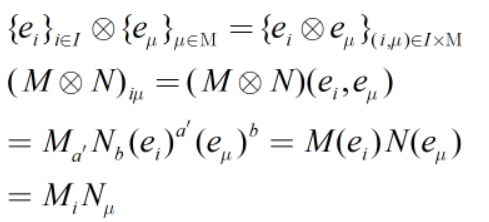 {e_i}_{i∈I} ⊗ {e_μ}_{μ∈M} = {e_i ⊗ e_μ}_{(i,μ)∈I×M}
(M ⊗ N)_{iμ} = (M ⊗ N)(e_i, e_μ)
= M_{a'} N_b (e_i)^{a'} (e_μ)^b = M(e_i)N(e_μ)
= M_i N_μ